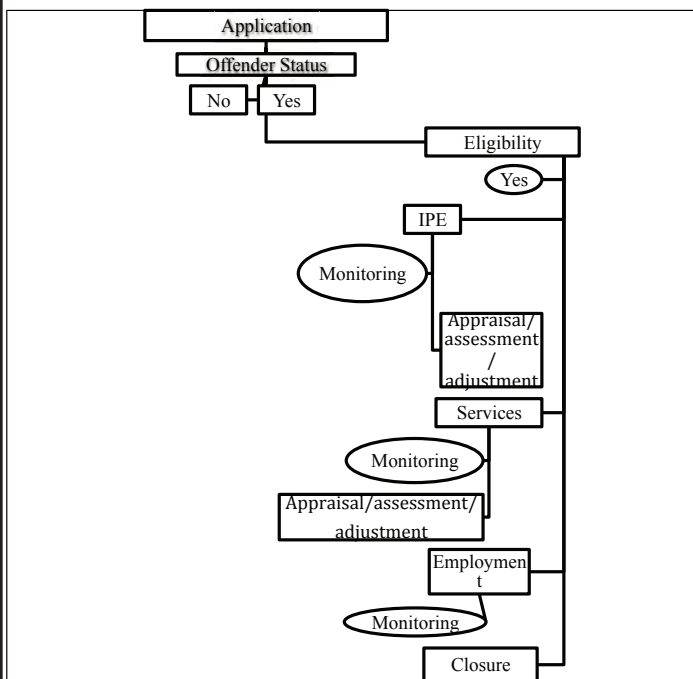 Application
Offender Status
No
Yes
Eligibility
Yes
IPE
Monitoring
Appraisal/
assessment
/
adjustment
Services
Monitoring
Appraisal/assessment/
adjustment
Employmen
t
Monitoring
Closure